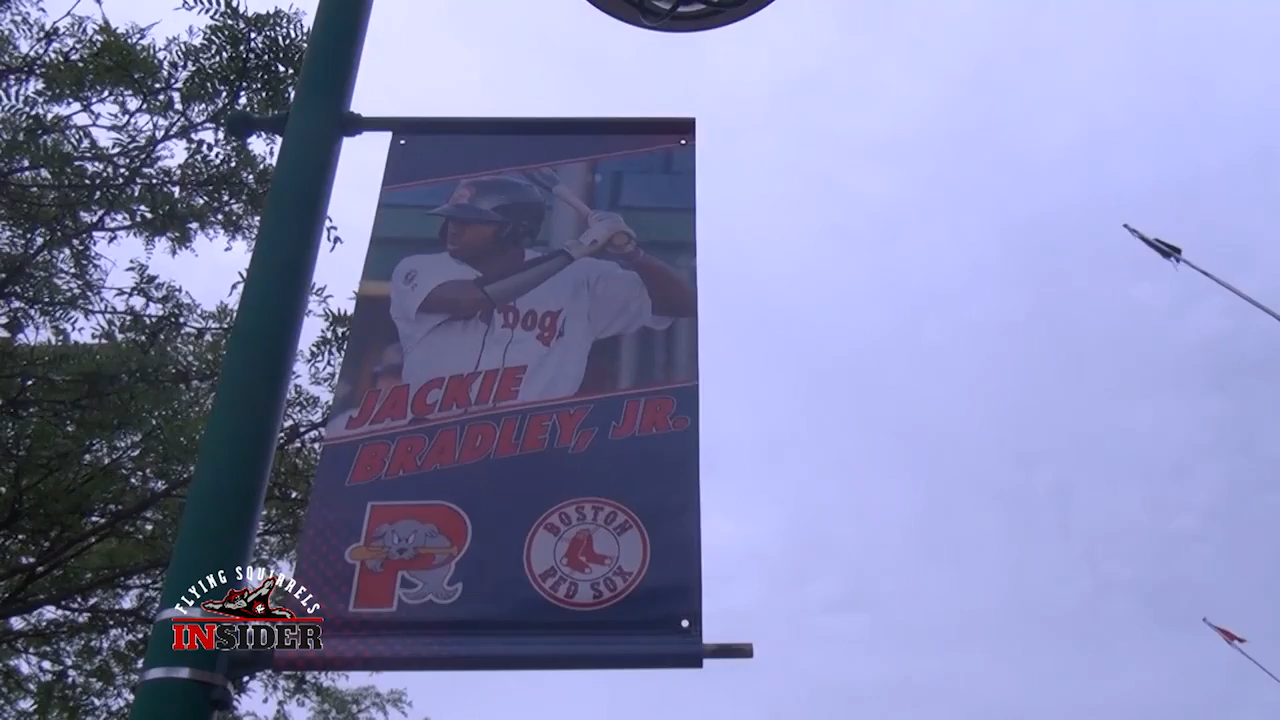 Dogs
JACKIE
BRADLEY, JR.
P
BOSTON
RED SOX
FLYING SQUIRRELS
INSIDER